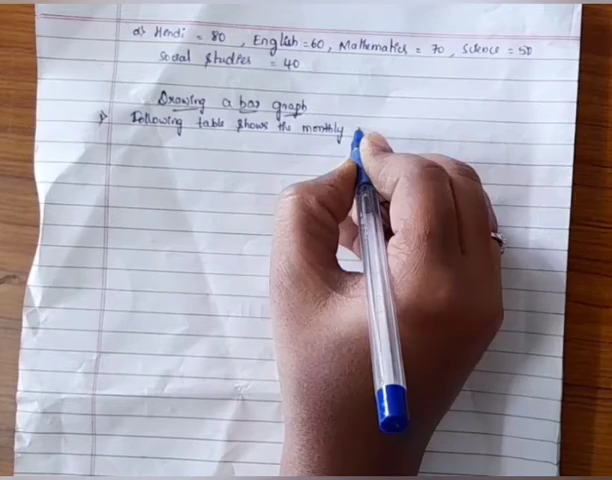 a) Hindi = 80 , English = 60 , Mathematics = 70 , Science = 50
Social Studies = 40
Drawing a bar graph
Following table shows the monthly